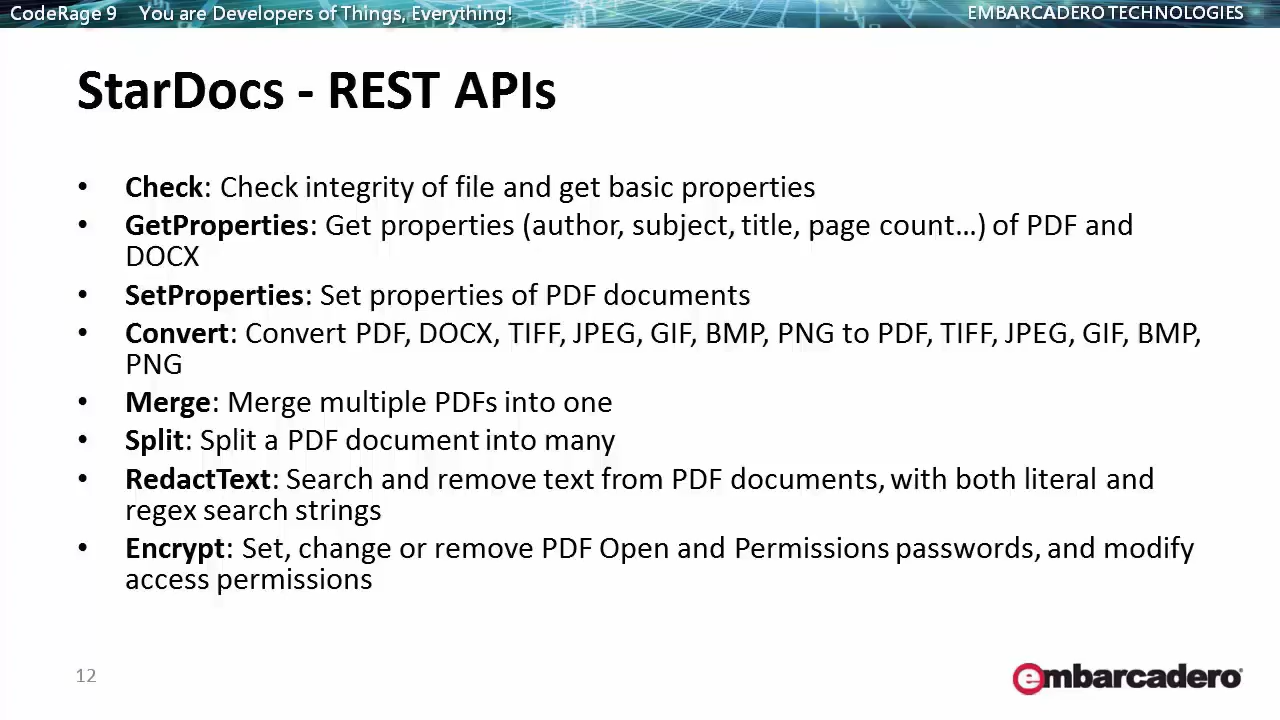 CodeRage 9 You are Developers of Things, Everything! EMBARCADERO TECHNOLOGIES
StarDocs - REST APIs
• Check: Check integrity of file and get basic properties
• GetProperties: Get properties (author, subject, title, page count...) of PDF and
DOCX
• SetProperties: Set properties of PDF documents
• Convert: Convert PDF, DOCX, TIFF, JPEG, GIF, BMP, PNG to PDF, TIFF, JPEG, GIF, BMP,
PNG
• Merge: Merge multiple PDFs into one
• Split: Split a PDF document into many
• RedactText: Search and remove text from PDF documents, with both literal and
regex search strings
• Encrypt: Set, change or remove PDF Open and Permissions passwords, and modify
access permissions
12
embarcadero